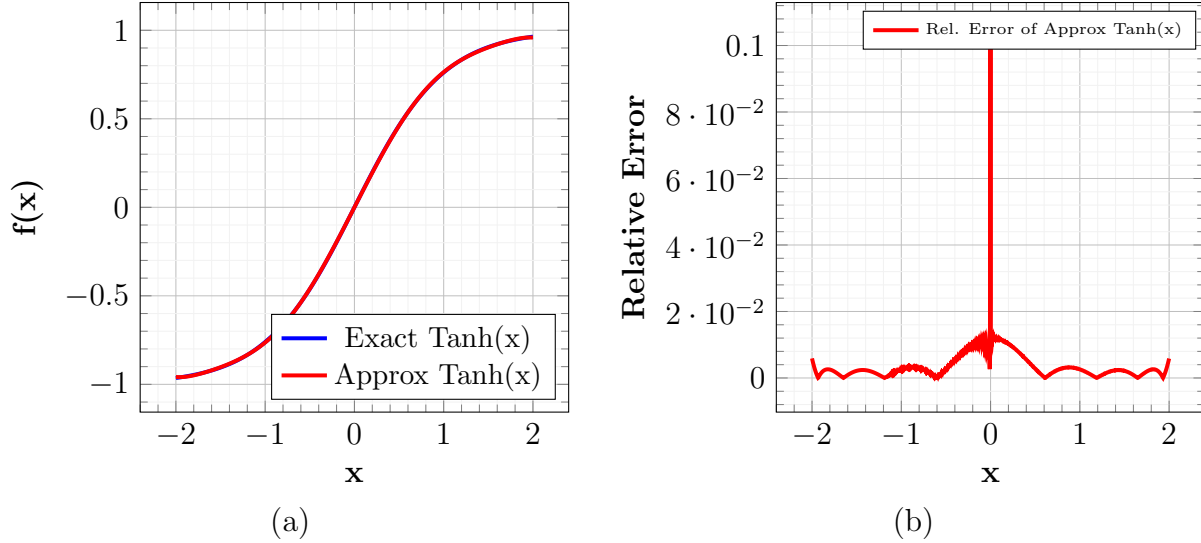 1
0.5
0
−0.5
−1
−2
−1
0
1
2
f(x)
x
Exact Tanh(x)
Approx Tanh(x)
(a)
0.1
8 · 10−2
6 · 10−2
4 · 10−2
2 · 10−2
0
−2
−1
0
1
2
Relative Error
x
Rel. Error of Approx Tanh(x)
(b)